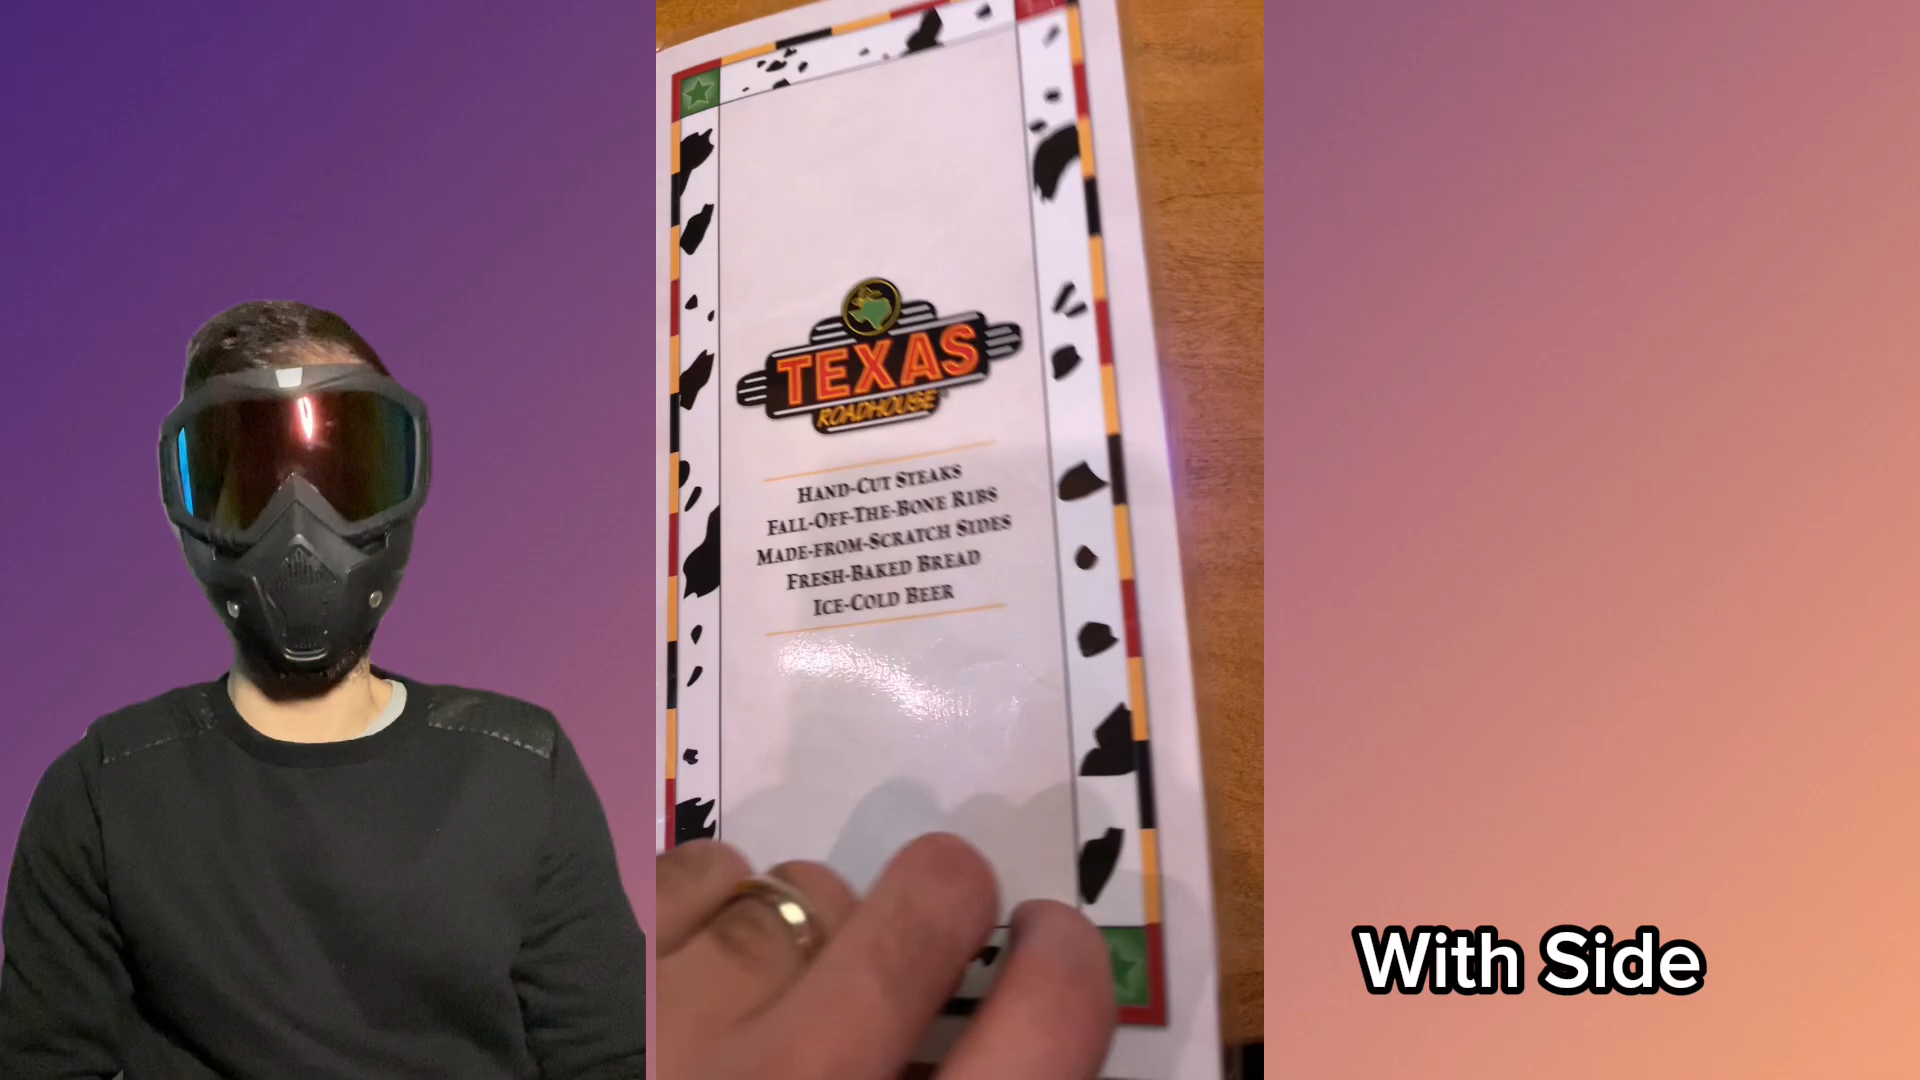 TEXAS
ROADHOUSE
HAND-CUT STEAKS
FALL-OFF-THE-BONE RIBS
MADE-FROM-SCRATCH SIDES
FRESH-BAKED BREAD
ICE-COLD BEER
With Side